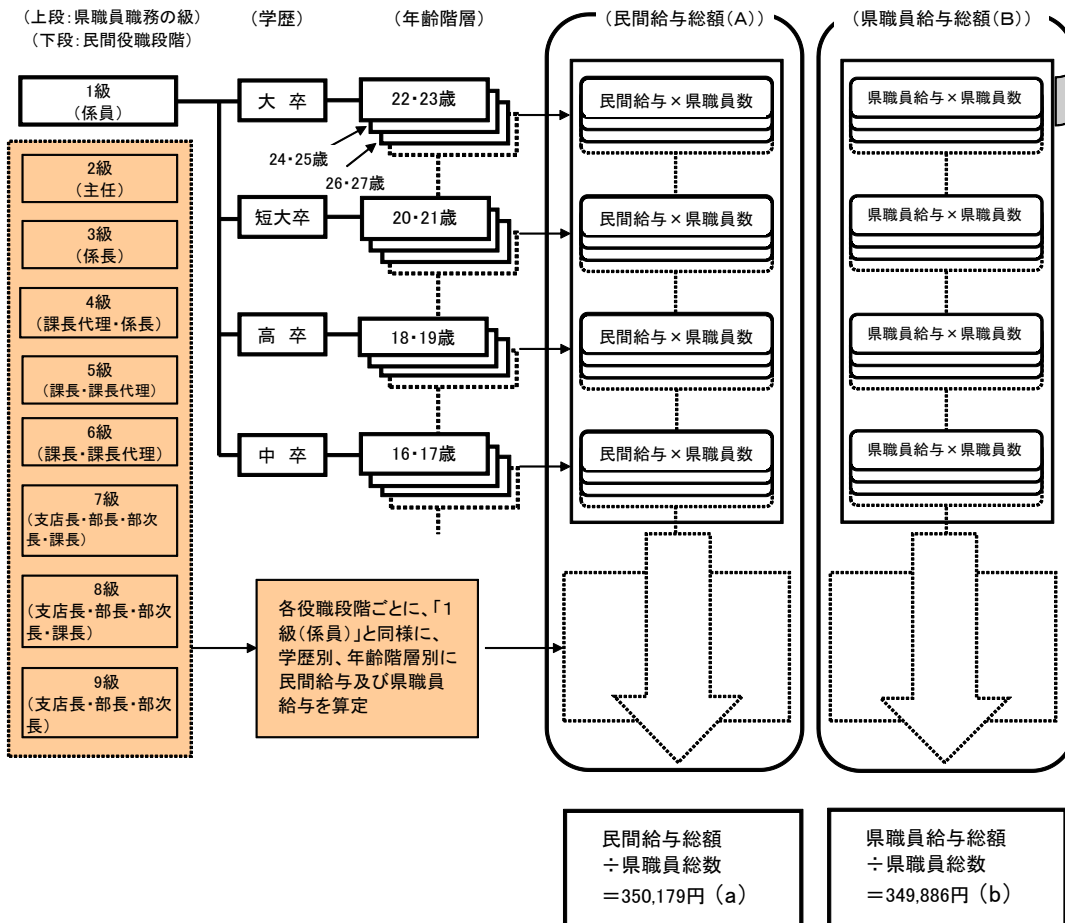 (上段:県職員職務の級)
(下段:民間役職段階)
(学歴)
(年齢階層)
(民間給与総額(A))
(県職員給与総額(B))
1級
(係員)
2級
(主任)
3級
(係長)
4級
(課長代理・係長)
5級
(課長・課長代理)
6級
(課長・課長代理)
7級
(支店長・部長・部次
長・課長)
8級
(支店長・部長・部次
長・課長)
9級
(支店長・部長・部次
長)
大 卒
22・23歳
24・25歳
26・27歳
民間給与×県職員数
県職員給与×県職員数
短大卒
20・21歳
民間給与×県職員数
県職員給与×県職員数
高 卒
18・19歳
民間給与×県職員数
県職員給与×県職員数
中 卒
16・17歳
民間給与×県職員数
県職員給与×県職員数
各役職段階ごとに、「1
級(係員)」と同様に、
学歴別、年齢階層別に
民間給与及び県職員
給与を算定
民間給与総額
÷県職員総数
=350,179円 (a)
県職員給与総額
÷県職員総数
=349,886円 (b)